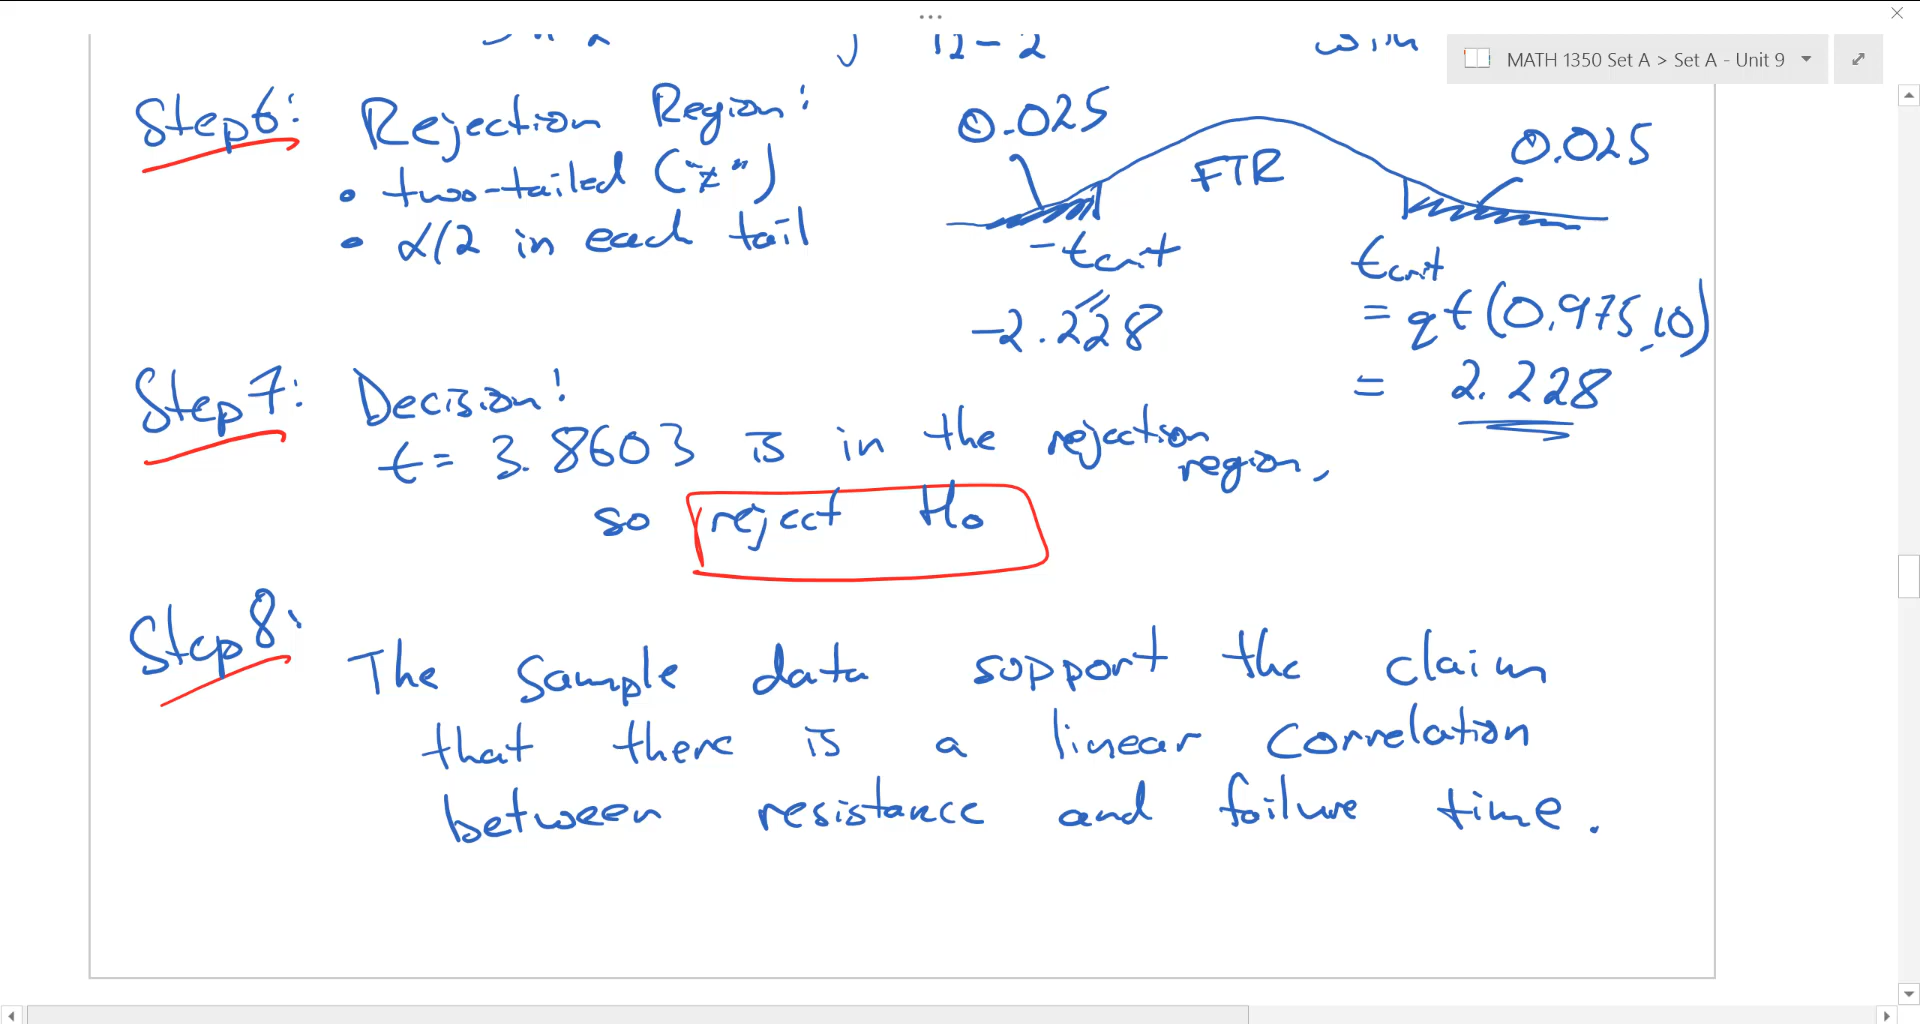 12-2
with
MATH 1350 Set A > Set A - Unit 9
Step 6: Rejection Region:
• two-tailed ("≠")
• α/2 in each tail
0.025
FTR
0.025
-tcrit
-2.228
tcrit
= qt(0.975,10)
= 2.228
Step 7: Decision:
t = 3.8603 is in the rejection
region,
so reject H₀
Step 8:
The sample data support the claim
that there is a linear correlation
between resistance and failure time.